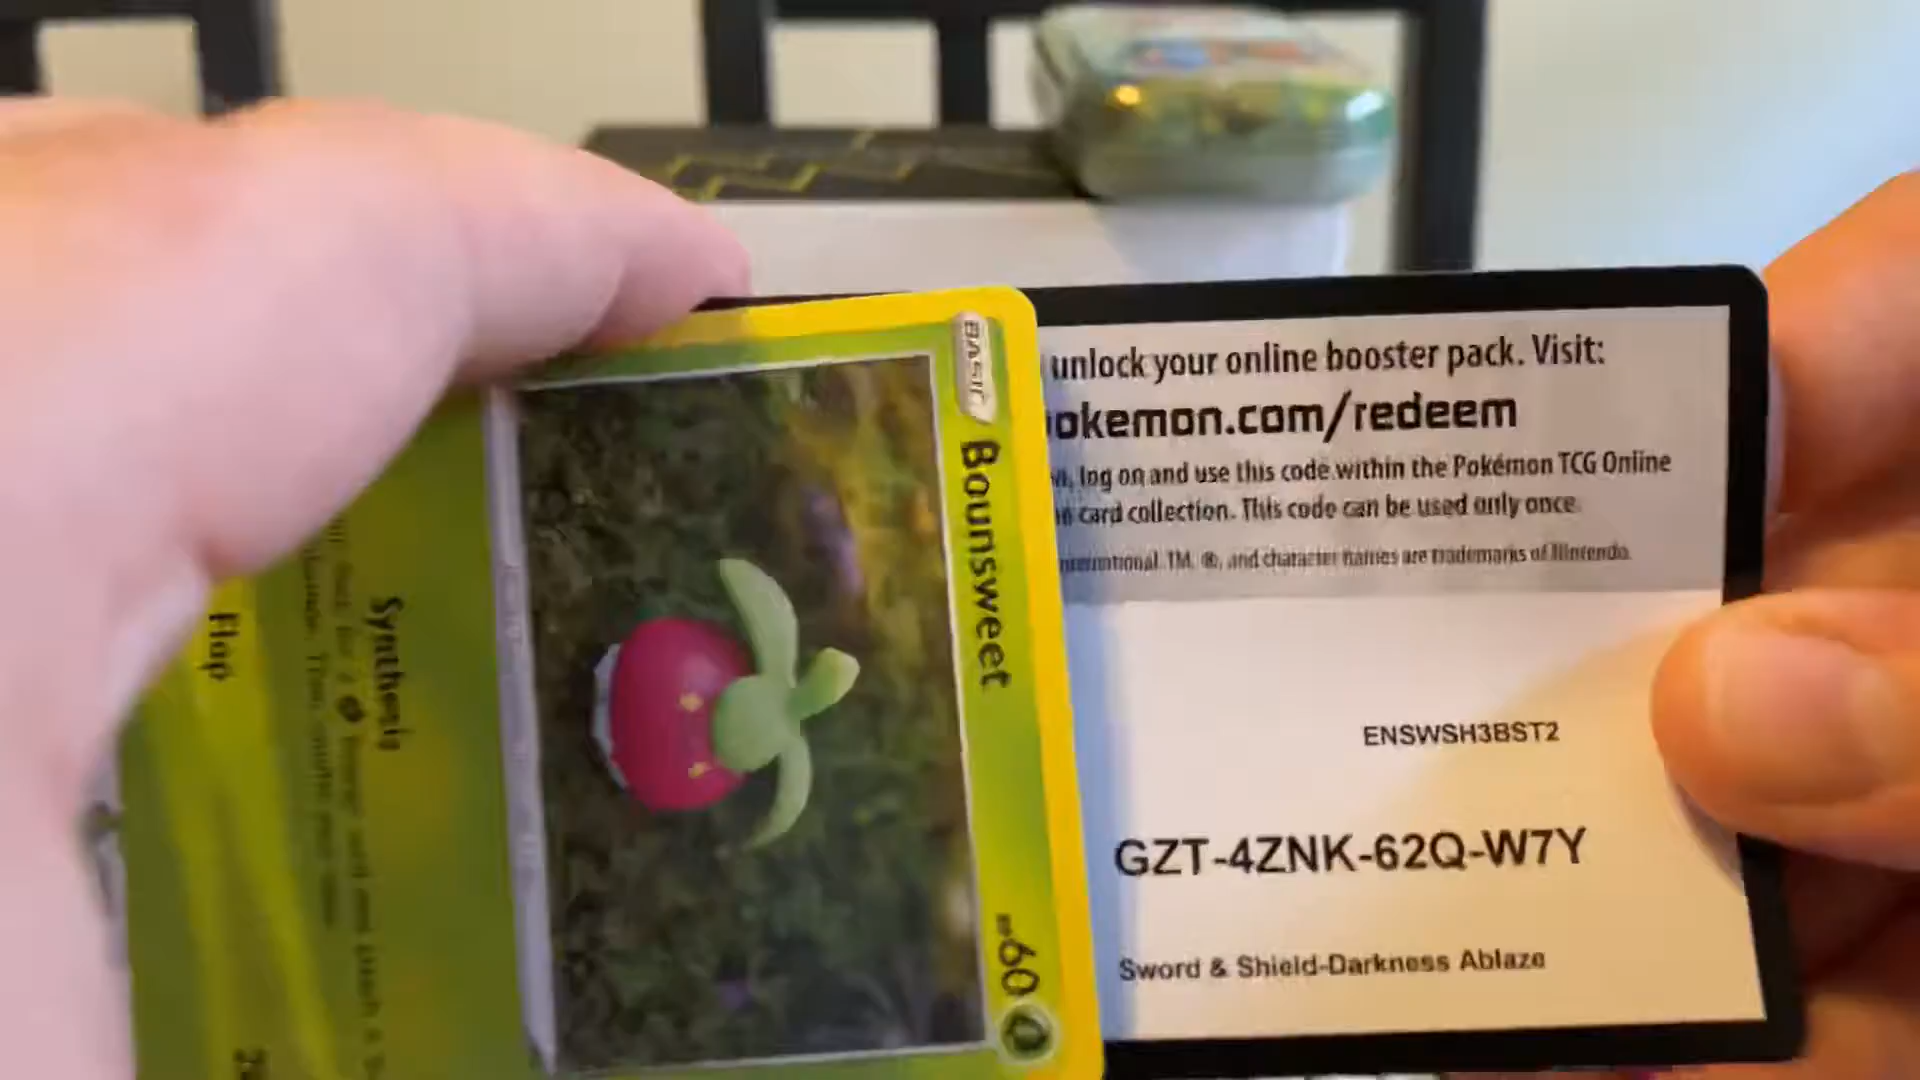 BASIC
Bounsweet
HP 60
Synthesis
Flap
unlock your online booster pack. Visit:
okemon.com/redeem
log on and use this code within the Pokémon TCG Online
card collection. This code can be used only once.
TM, ®, and character names are trademarks of Nintendo.
ENSWSH3BST2
GZT-4ZNK-62Q-W7Y
Sword & Shield-Darkness Ablaze